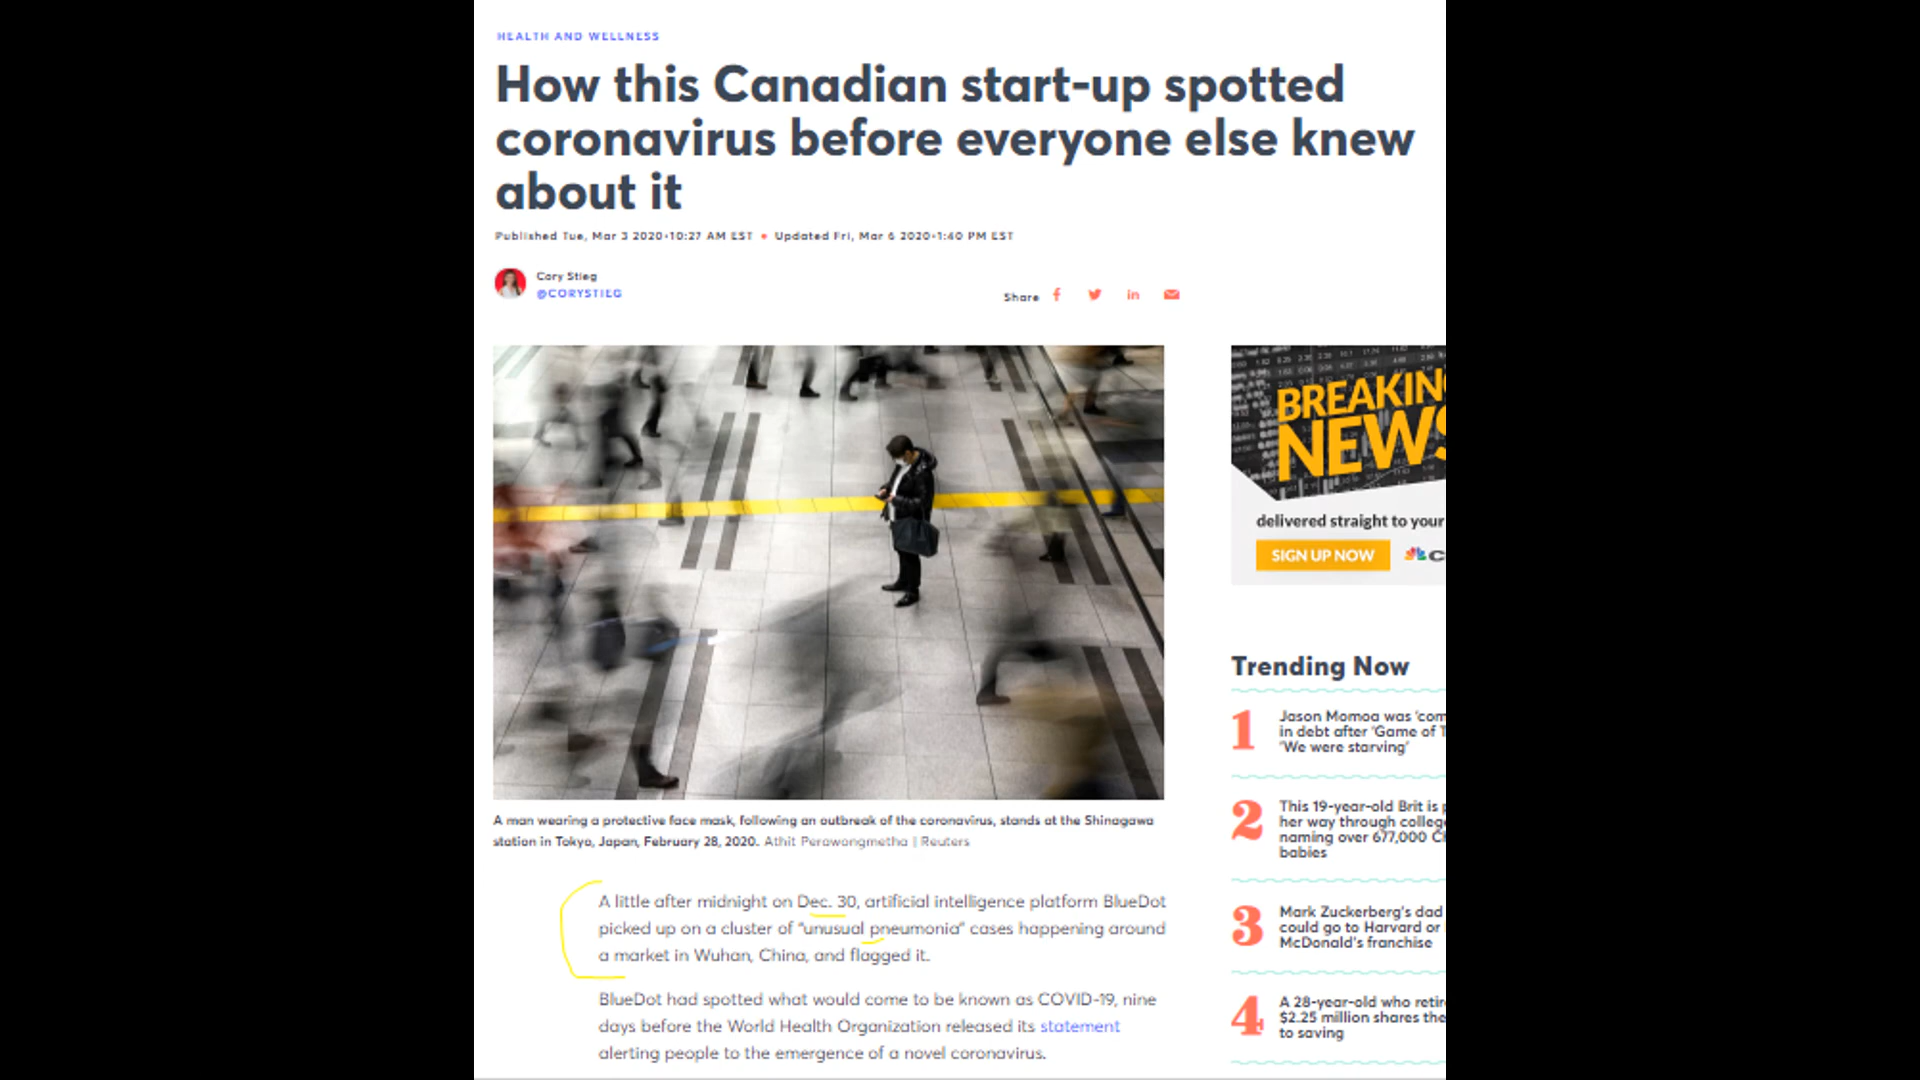 HEALTH AND WELLNESS
How this Canadian start-up spotted
coronavirus before everyone else knew
about it
Published Tue, Mar 3 2020•10:27 AM EST • Updated Fri, Mar 6 2020•1:40 PM EST
Cory Stieg
@CORYSTIEG
Share
A man wearing a protective face mask, following an outbreak of the coronavirus, stands at the Shinagawa
station in Tokyo, Japan, February 28, 2020. Athit Perawongmetha | Reuters
A little after midnight on Dec. 30, artificial intelligence platform BlueDot
picked up on a cluster of “unusual pneumonia” cases happening around
a market in Wuhan, China, and flagged it.
BlueDot had spotted what would come to be known as COVID-19, nine
days before the World Health Organization released its statement
alerting people to the emergence of a novel coronavirus.
BREAKING
NEWS
delivered straight to your
SIGN UP NOW
Trending Now
1
Jason Momoa was ‘com
in debt after ‘Game of T
‘We were starving’
2
This 19-year-old Brit is p
her way through college
naming over 677,000 Ch
babies
3
Mark Zuckerberg’s dad
could go to Harvard or
McDonald’s franchise
4
A 28-year-old who retir
$2.25 million shares the
to saving